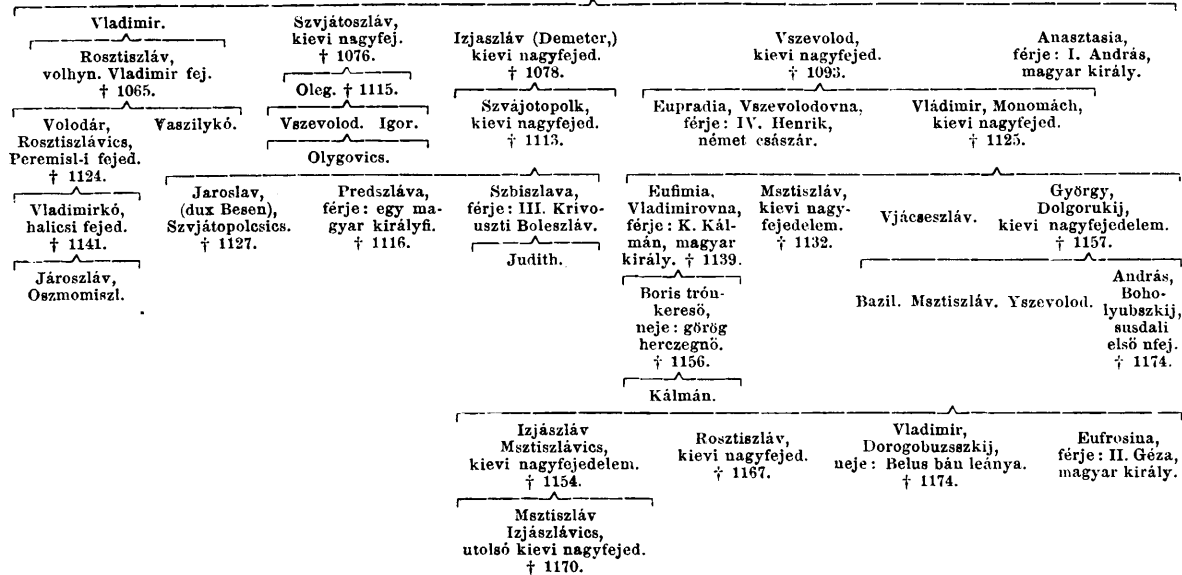 Vladimir.
Rosztiszláv,
volhyn. Vladimir fej.
† 1065.
Volodár,
Rosztiszlávics,
Peremisl-i fejed.
† 1124.
Vaszilykó.
Vladimirkó,
halicsi fejed.
† 1141.
Jároszláv,
Oszmomiszl.
Szvjátoszláv,
kievi nagyfej.
† 1076.
Oleg. † 1115.
Vszevolod. Igor.
Olygovics.
Izjaszláv (Demeter,)
kievi nagyfejed.
† 1078.
Szvájotopolk,
kievi nagyfejed.
† 1113.
Jaroslav,
(dux Besen),
Szvjátopolcsics.
† 1127.
Predszláva,
férje: egy ma-
gyar királyfi.
† 1116.
Szbiszlava,
férje: III. Krivo-
uszti Boleszláv.
Judith.
Vszevolod,
kievi nagyfejed.
† 1093.
Eupradia, Vszevolodovna,
férje: IV. Henrik,
német császár.
Vládimir, Monomách,
kievi nagyfejed.
† 1125.
Eufimia,
Vladimirovna,
férje: K. Kál-
mán, magyar
király. † 1139.
Boris trón-
kereső,
neje: görög
herczegnő.
† 1156.
Kálmán.
Msztiszláv,
kievi nagy-
fejedelem.
† 1132.
Vjácseszláv.
György,
Dolgorukij,
kievi nagyfejedelem.
† 1157.
Bazil. Msztiszláv. Vszevolod.
András,
Boho-
lyubszkij,
susdali
első nfej.
† 1174.
Anasztasia,
férje: I. András,
magyar király.
Izjászláv
Msztiszlávics,
kievi nagyfejedelem.
† 1154.
Msztiszláv
Izjászlávics,
utolsó kievi nagyfejed.
† 1170.
Rosztiszláv,
kievi nagyfejed.
† 1167.
Vladimir,
Dorogobuzsszkij,
neje: Belus bán leánya.
† 1174.
Eufrosina,
férje: II. Géza,
magyar király.